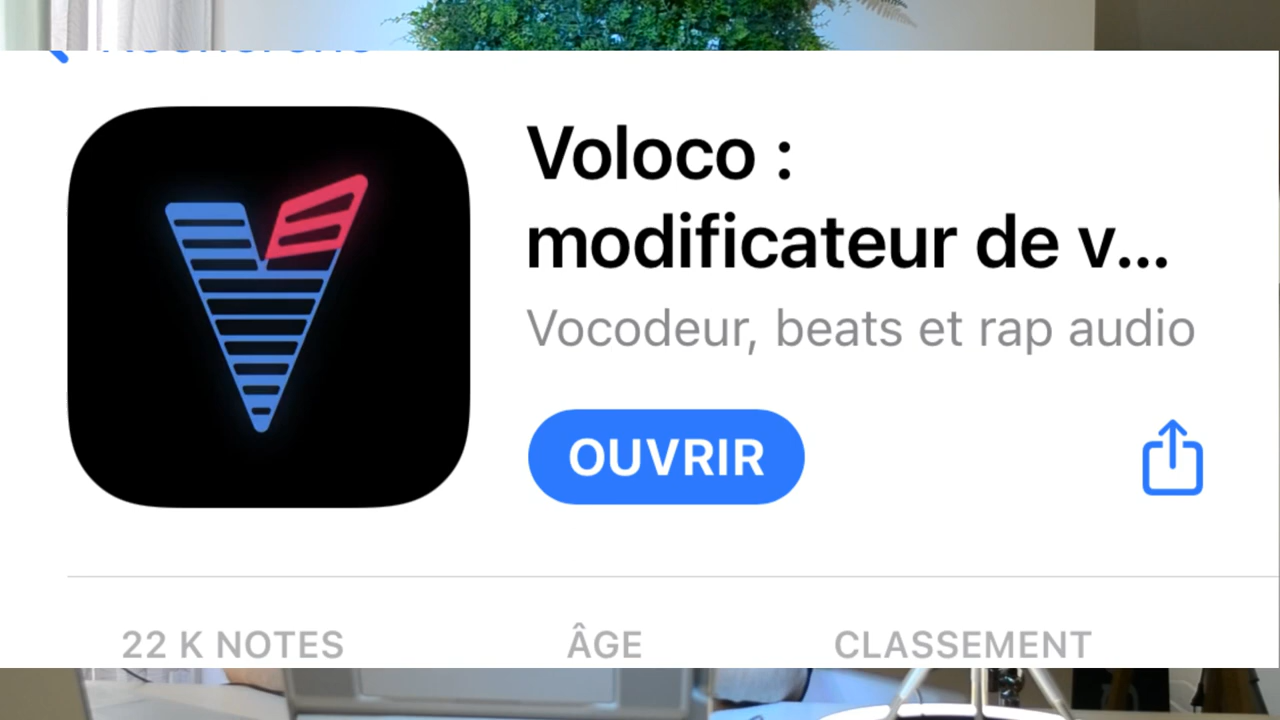 Voloco :
modificateur de v...
Vocodeur, beats et rap audio
OUVRIR
22 K NOTES
ÂGE
CLASSEMENT